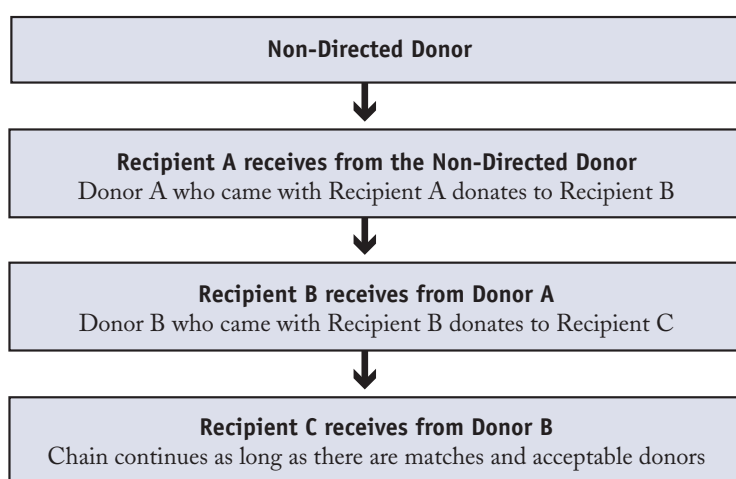 Non-Directed Donor
Recipient A receives from the Non-Directed Donor
Donor A who came with Recipient A donates to Recipient B
Recipient B receives from Donor A
Donor B who came with Recipient B donates to Recipient C
Recipient C receives from Donor B
Chain continues as long as there are matches and acceptable donors